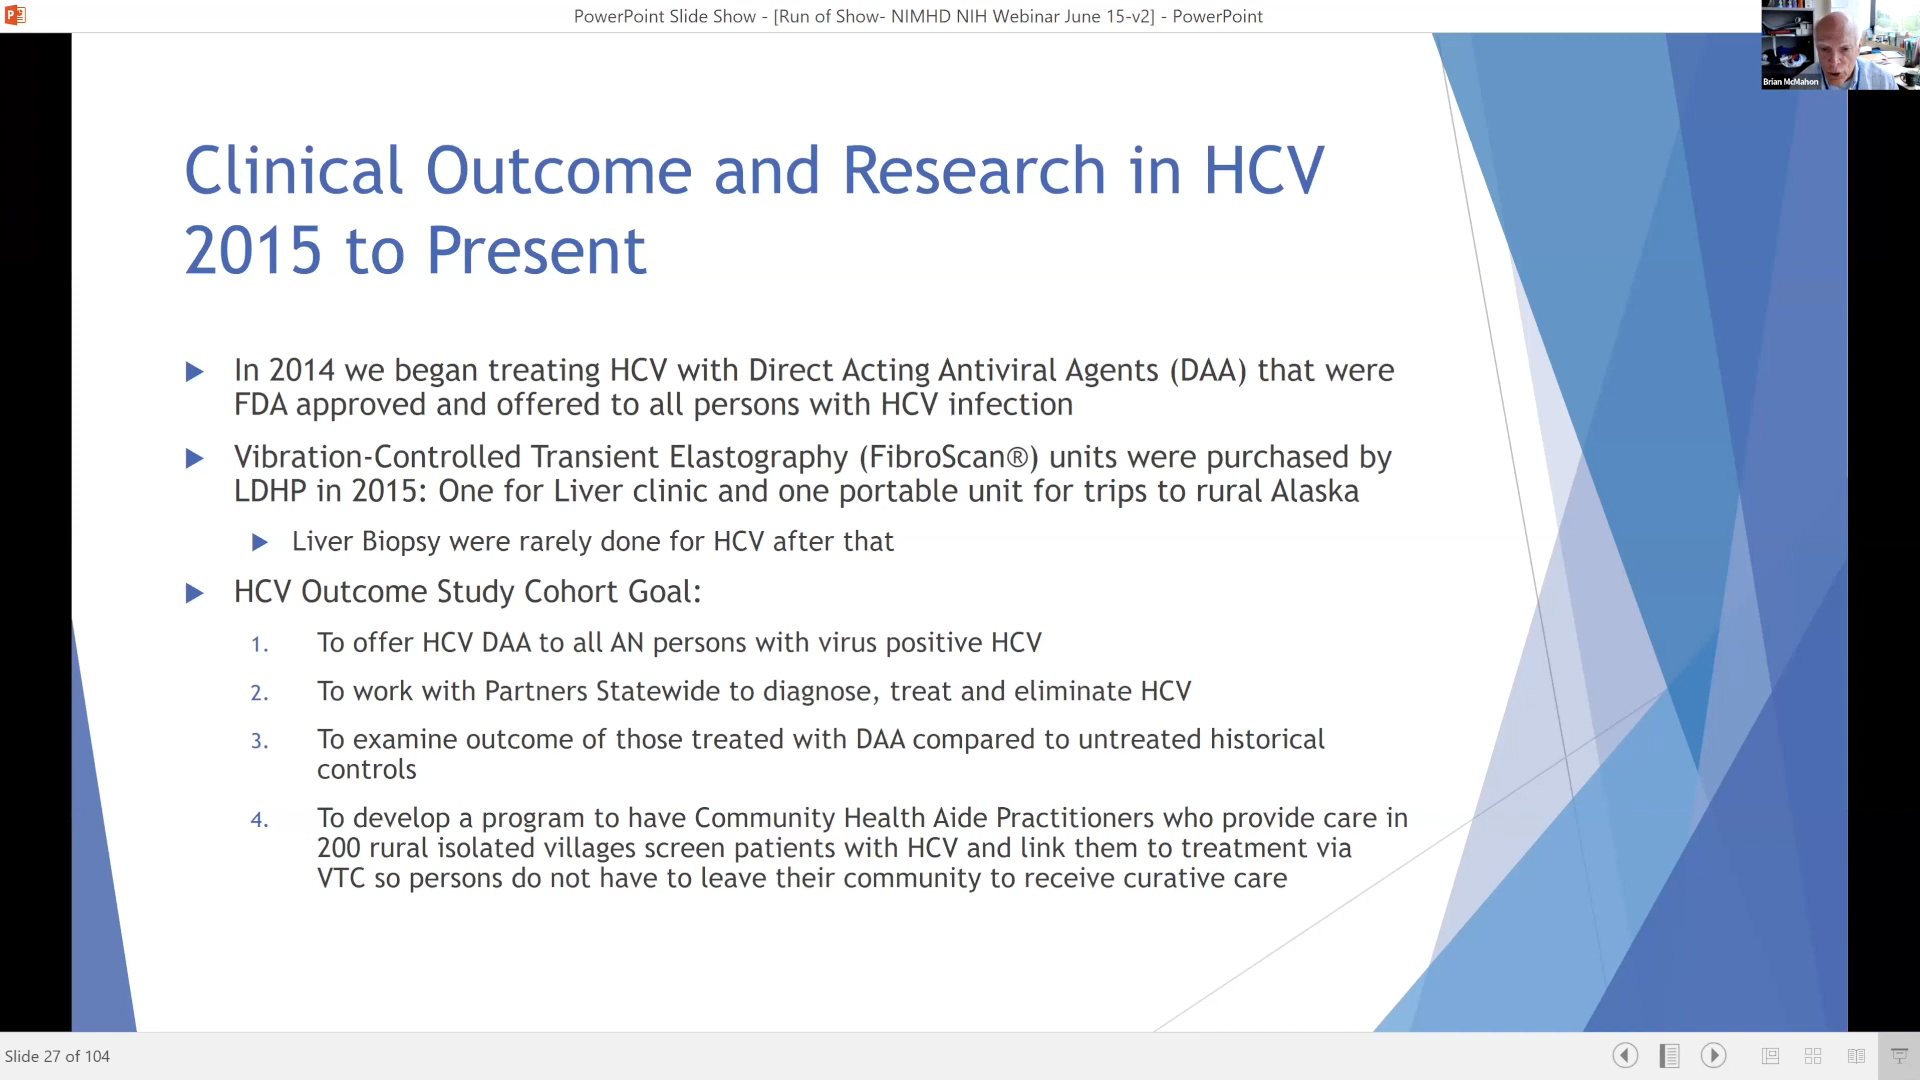 PowerPoint Slide Show - [Run of Show- NIMHD NIH Webinar June 15-v2] - PowerPoint
Brian McMahon
Clinical Outcome and Research in HCV
2015 to Present
In 2014 we began treating HCV with Direct Acting Antiviral Agents (DAA) that were
FDA approved and offered to all persons with HCV infection
Vibration-Controlled Transient Elastography (FibroScan®) units were purchased by
LDHP in 2015: One for Liver clinic and one portable unit for trips to rural Alaska
Liver Biopsy were rarely done for HCV after that
HCV Outcome Study Cohort Goal:
1. To offer HCV DAA to all AN persons with virus positive HCV
2. To work with Partners Statewide to diagnose, treat and eliminate HCV
3. To examine outcome of those treated with DAA compared to untreated historical
controls
4. To develop a program to have Community Health Aide Practitioners who provide care in
200 rural isolated villages screen patients with HCV and link them to treatment via
VTC so persons do not have to leave their community to receive curative care
Slide 27 of 104